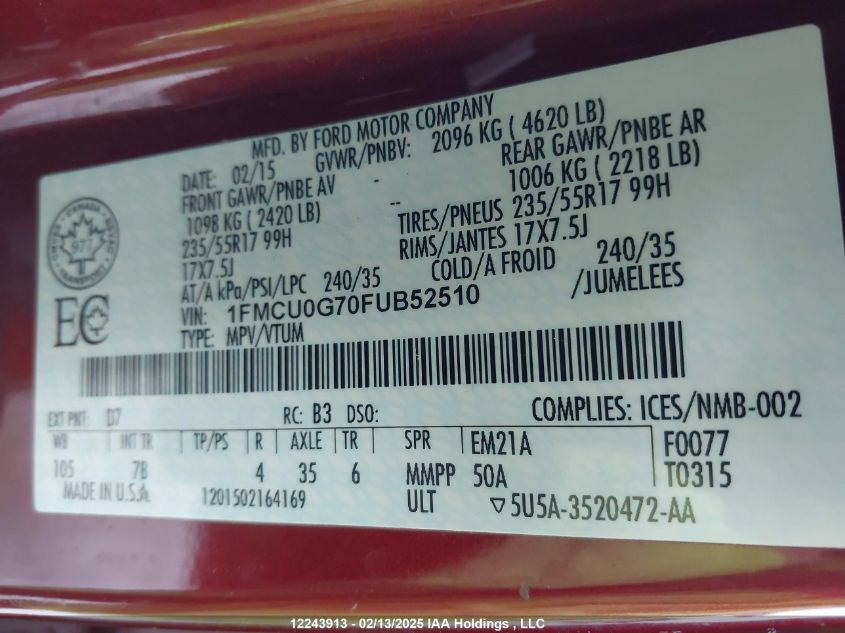 MFD. BY FORD MOTOR COMPANY
DATE: 02/15 GVWR/PNBV: 2096 KG ( 4620 LB)
FRONT GAWR/PNBE AV - REAR GAWR/PNBE AR
1098 KG ( 2420 LB) -- 1006 KG ( 2218 LB)
235/55R17 99H TIRES/PNEUS 235/55R17 99H
17X7.5J RIMS/JANTES 17X7.5J
AT/A kPa/PSI/LPC 240/35 COLD/A FROID 240/35
VIN: 1FMCU0G70FUB52510 /JUMELEES
TYPE: MPV/VTUM
CANADA
977
TRANSPORT
EC
EXT PNT: D7 RC: B3 DSO: COMPLIES: ICES/NMB-002
WB INT TR TP/PS R AXLE TR SPR EM21A F0077
105 7B 4 35 6 MMPP 50A T0315
MADE IN U.S.A 1201502164169 ULT 5U5A-3520472-AA
12243913 - 02/13/2025 IAA Holdings , LLC